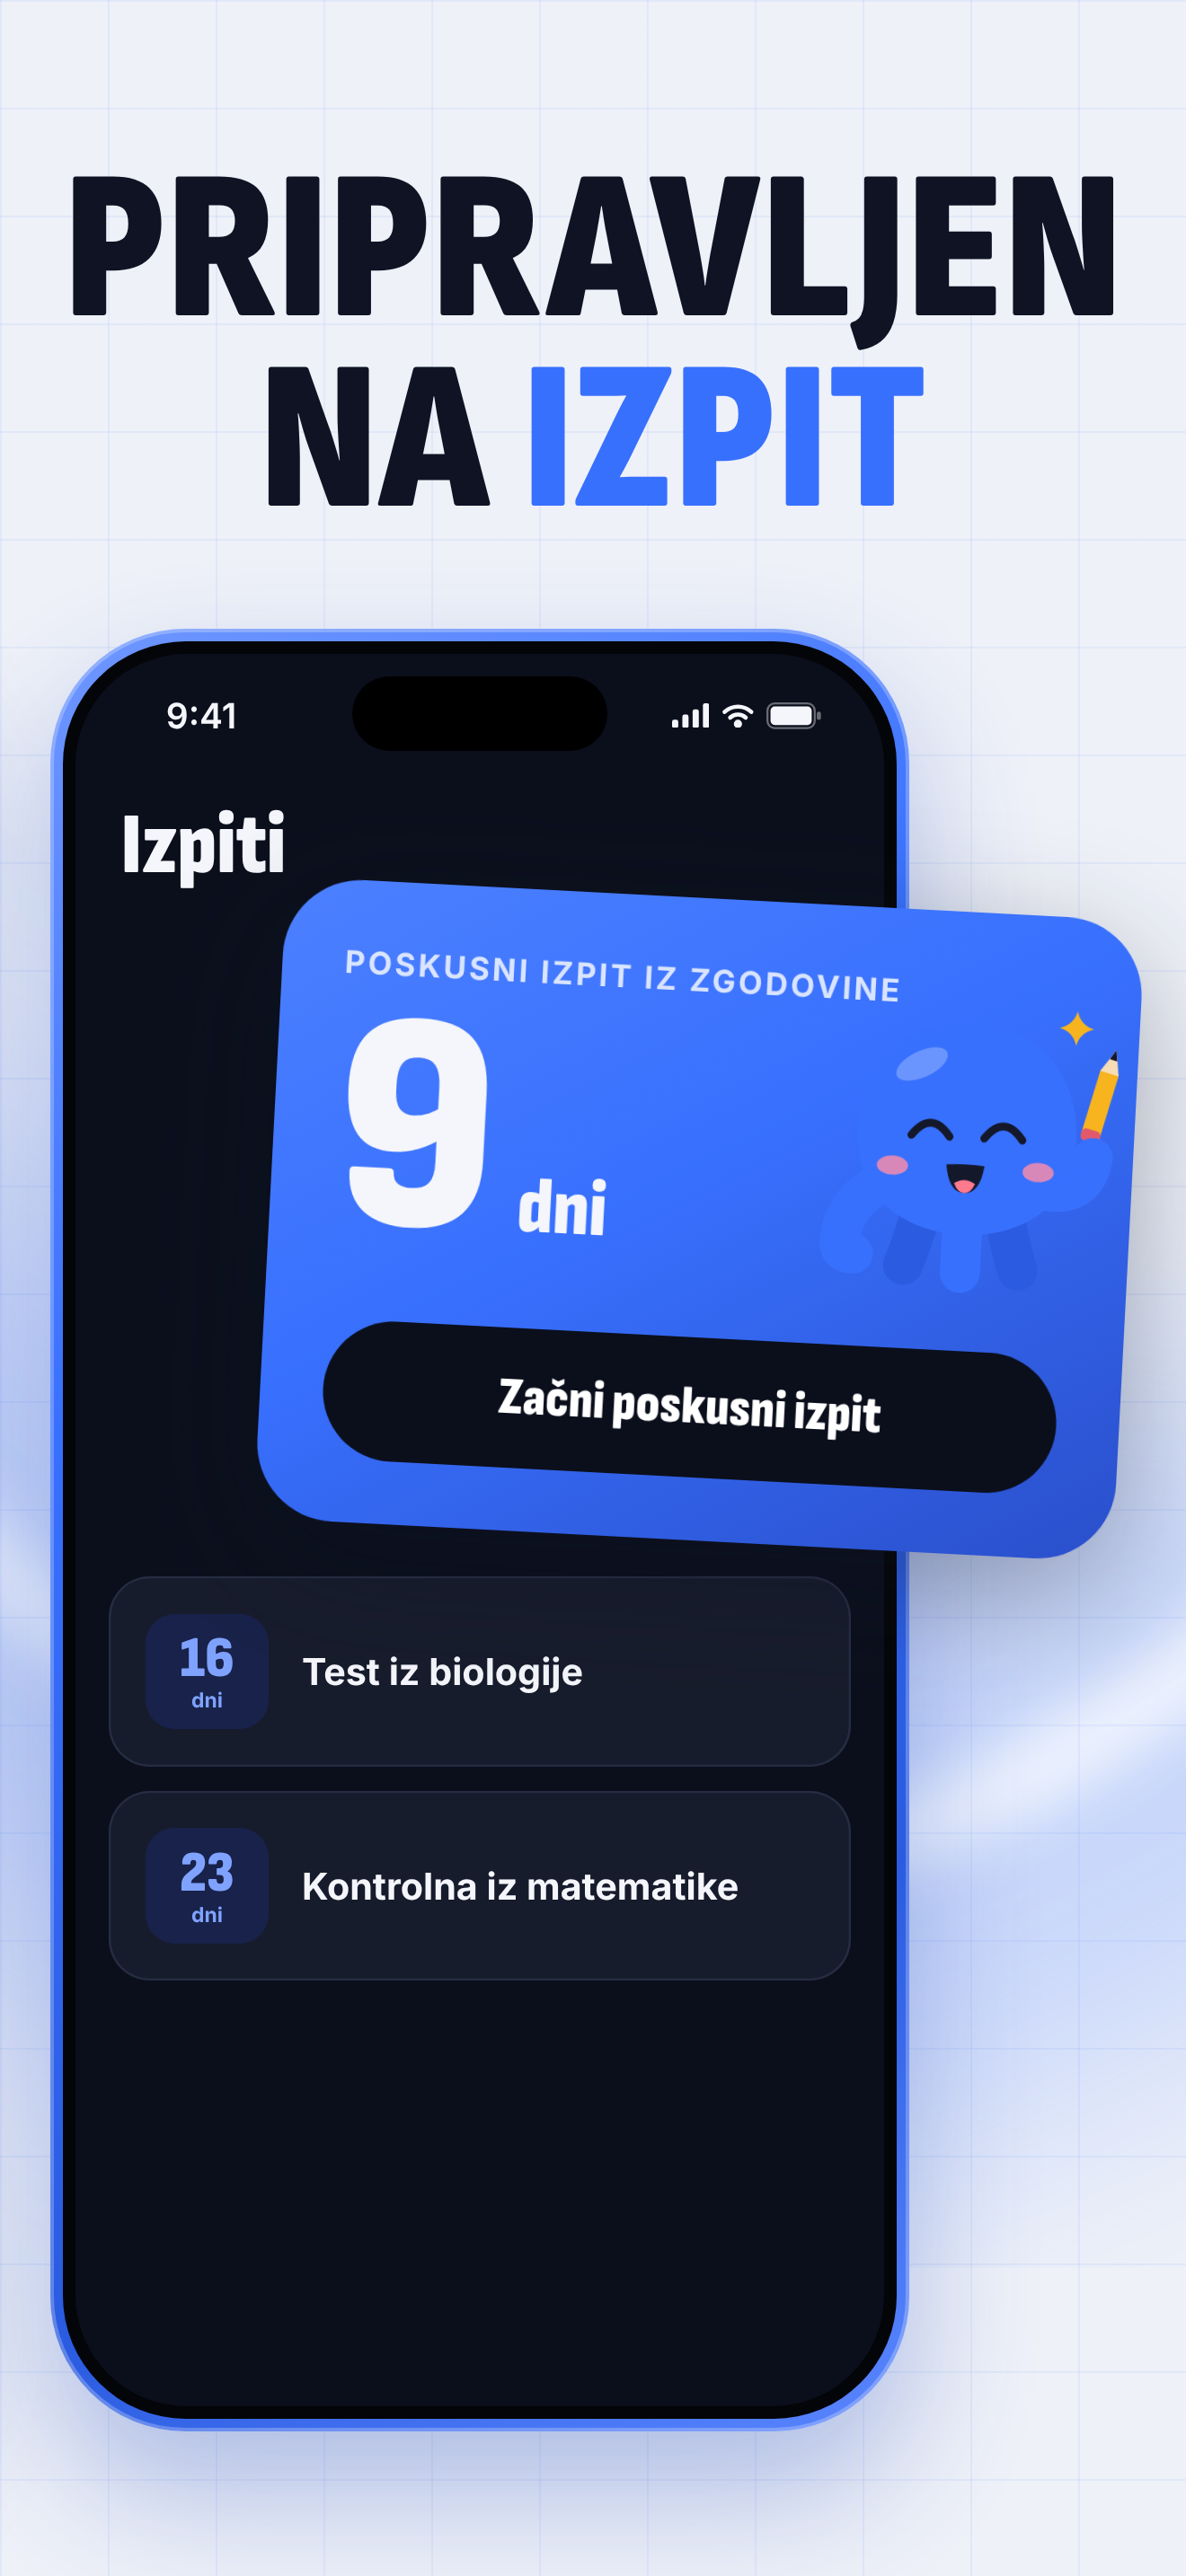 PRIPRAVLJEN
NA IZPIT
9:41
Izpiti
POSKUSNI IZPIT IZ ZGODOVINE
9 dni
Začni poskusni izpit
16
dni
Test iz biologije
23
dni
Kontrolna iz matematike